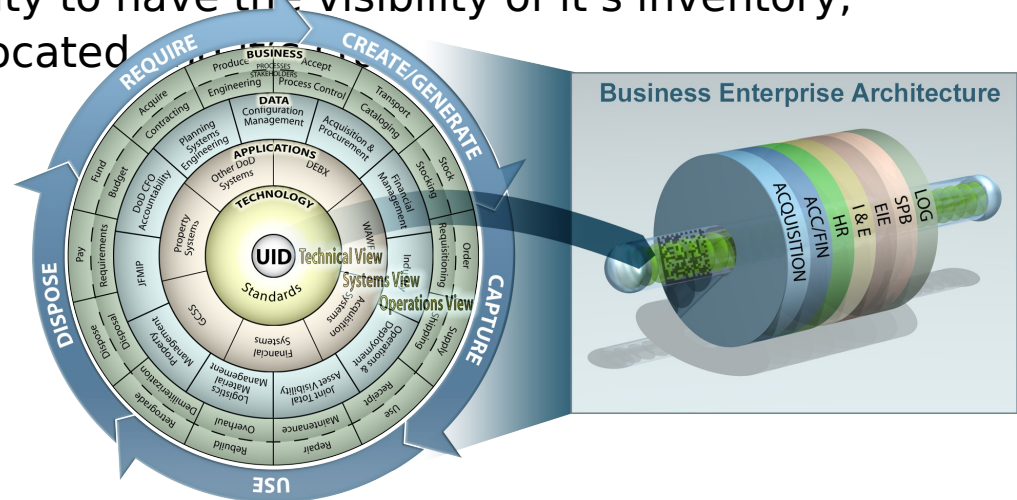 ity to have the visibility of it's inventory,
ocated
REQUIRE
CREATE/GENERATE
CAPTURE
USE
DISPOSE
BUSINESS
PROCESSES
STAKEHOLDERS
Produce
Accept
Transport
Stock
Order
Supply
Use
Repair
Rebuild
Retrograde
Dispose
Pay
Fund
Acquire
Engineering
Process Control
Cataloging
Stocking
Requisitioning
Shipping
Receipt
Maintenance
Overhaul
Demilitarization
Disposal
Requirements
Budget
Contracting
DATA
Configuration
Management
Acquisition &
Procurement
Financial
Management
Operations &
Deployment
Joint Total
Asset Visibility
Logistics
Material
Management
Property
Management
JFMIP
DoD CFO
Accountability
Planning
Systems
Engineering
APPLICATIONS
Other DoD
Systems
DEBX
WAWF
Acquisition
Systems
Financial
Systems
GCSS
Property
Systems
TECHNOLOGY
UID
Standards
Technical View
Systems View
Operations View
Business Enterprise Architecture
ACQUISITION
ACC/FIN
HR
I & E
EIE
SPB
LOG